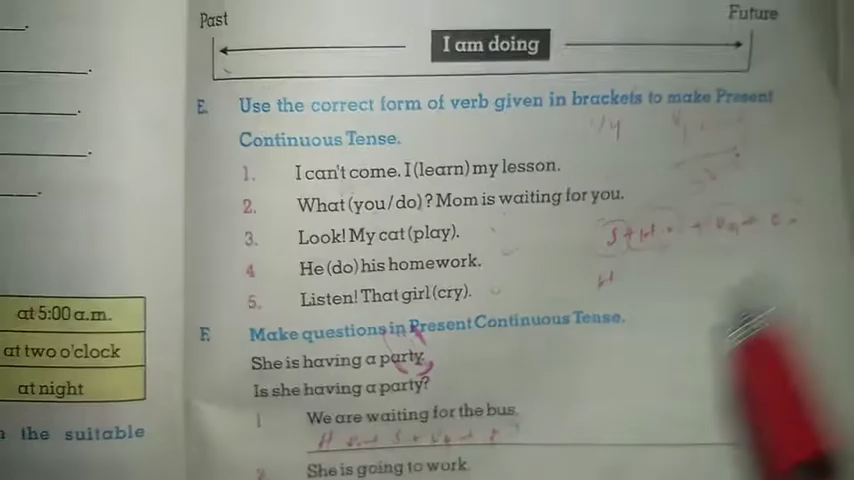 Past
Future
I am doing
E. Use the correct form of verb given in brackets to make Present
Continuous Tense.
1. I can't come. I (learn) my lesson.
2. What (you/do)? Mom is waiting for you.
3. Look! My cat (play).
4 He (do) his homework.
5. Listen! That girl (cry).
at 5:00 a.m.
at two o'clock
at night
the suitable
F. Make questions in Present Continuous Tense.
She is having a party.
Is she having a party?
1 We are waiting for the bus.
2 She is going to work.